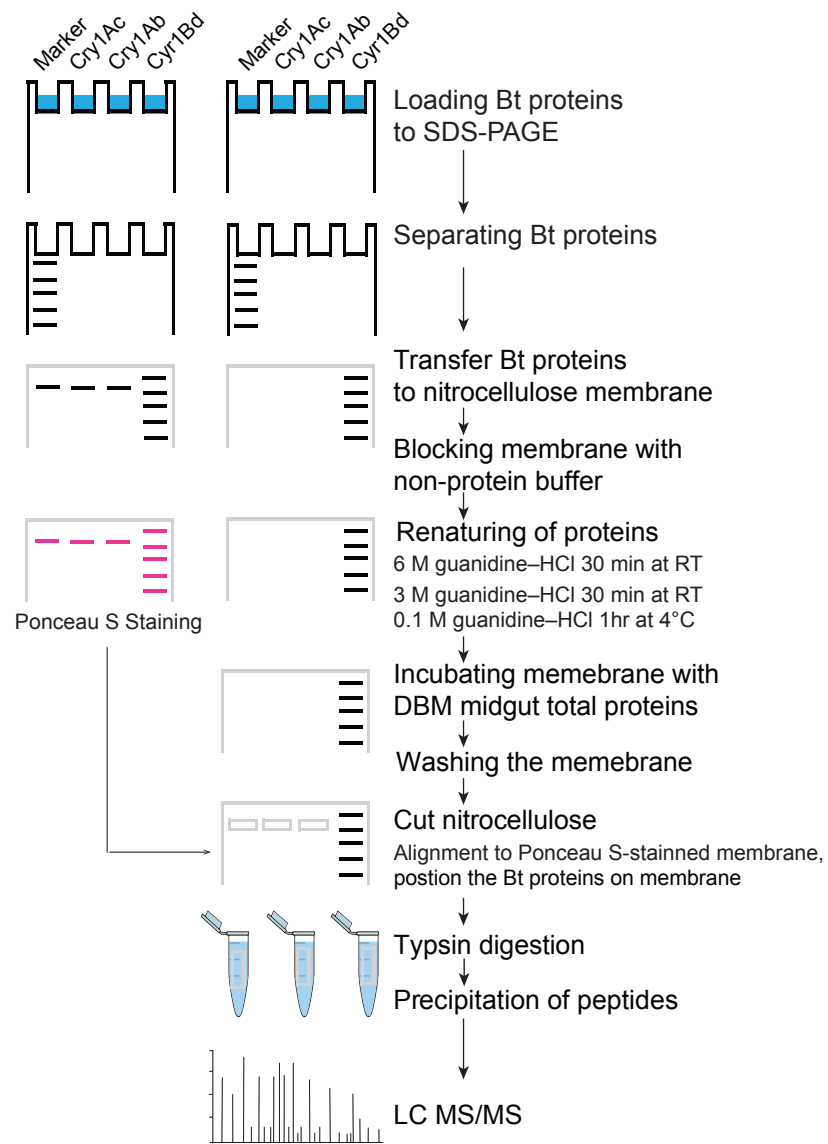 Marker Cry1Ac Cry1Ab Cyr1Bd
Marker Cry1Ac Cry1Ab Cyr1Bd
Loading Bt proteins
to SDS-PAGE
Separating Bt proteins
Transfer Bt proteins
to nitrocellulose membrane
Blocking membrane with
non-protein buffer
Renaturing of proteins
6 M guanidine–HCl 30 min at RT
3 M guanidine–HCl 30 min at RT
0.1 M guanidine–HCl 1hr at 4°C
Ponceau S Staining
Incubating memebrane with
DBM midgut total proteins
Washing the memebrane
Cut nitrocellulose
Alignment to Ponceau S-stainned membrane,
postion the Bt proteins on membrane
Typsin digestion
Precipitation of peptides
LC MS/MS